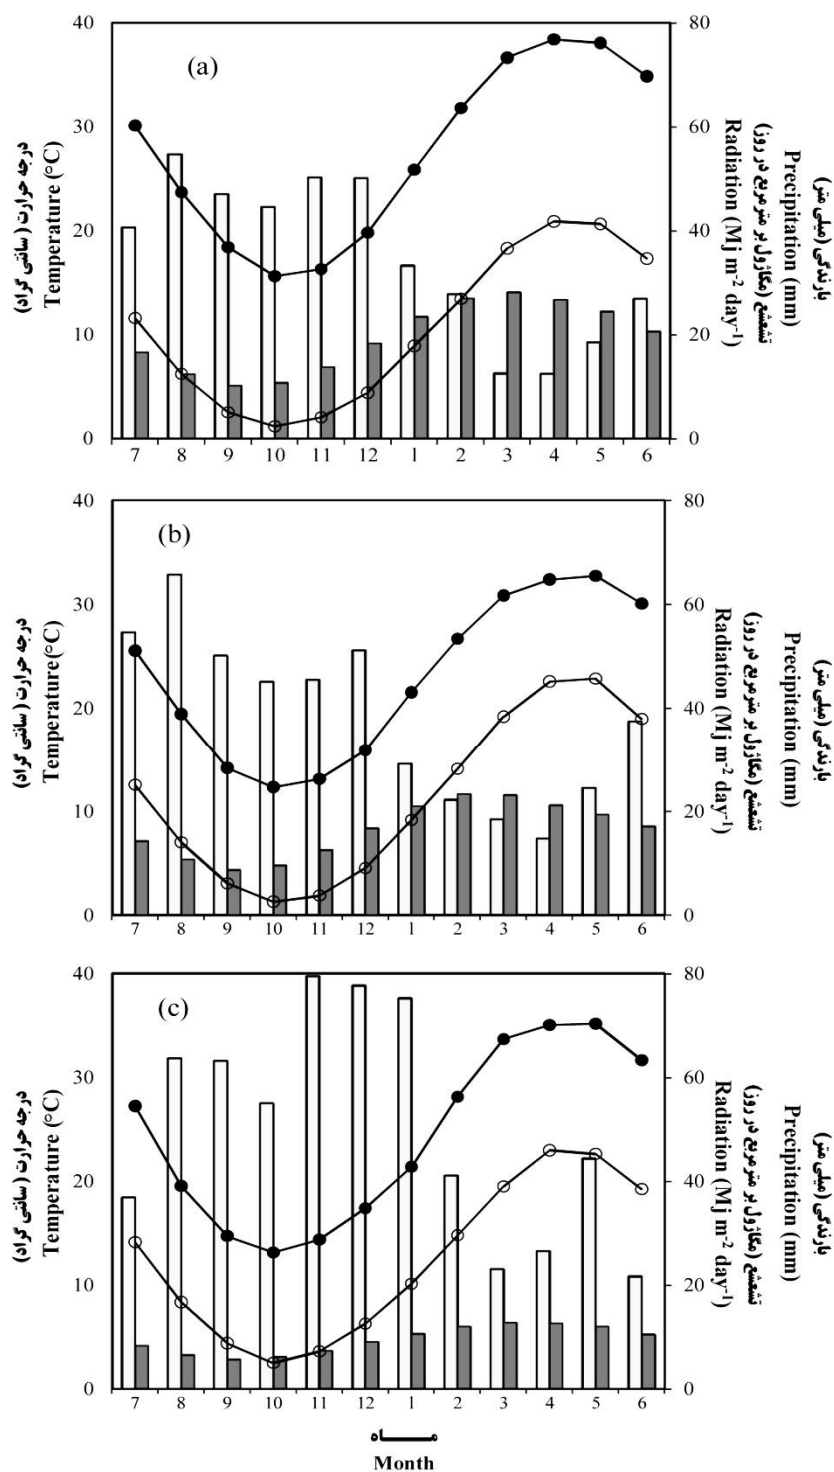 (a)
40
30
20
10
0
80
60
40
20
0
7 8 9 10 11 12 1 2 3 4 5 6
درجه حرارت (سانتی گراد)
Temperature (°C)
بارندگی (میلی متر)
Precipitation (mm)
تشعشع (مگاژول بر مترمربع در روز)
Radiation (Mj m⁻² day⁻¹)
(b)
40
30
20
10
0
80
60
40
20
0
7 8 9 10 11 12 1 2 3 4 5 6
درجه حرارت (سانتی گراد)
Temperature(°C)
بارندگی (میلی متر)
Precipitation (mm)
تشعشع (مگاژول بر مترمربع در روز)
Radiation (Mj m⁻² day⁻¹)
(c)
40
30
20
10
0
80
60
40
20
0
7 8 9 10 11 12 1 2 3 4 5 6
درجه حرارت (سانتی گراد)
Temperature (°C)
بارندگی (میلی متر)
Precipitation (mm)
تشعشع (مگاژول بر مترمربع در روز)
Radiation (Mj m⁻² day⁻¹)
مـــــاه
Month